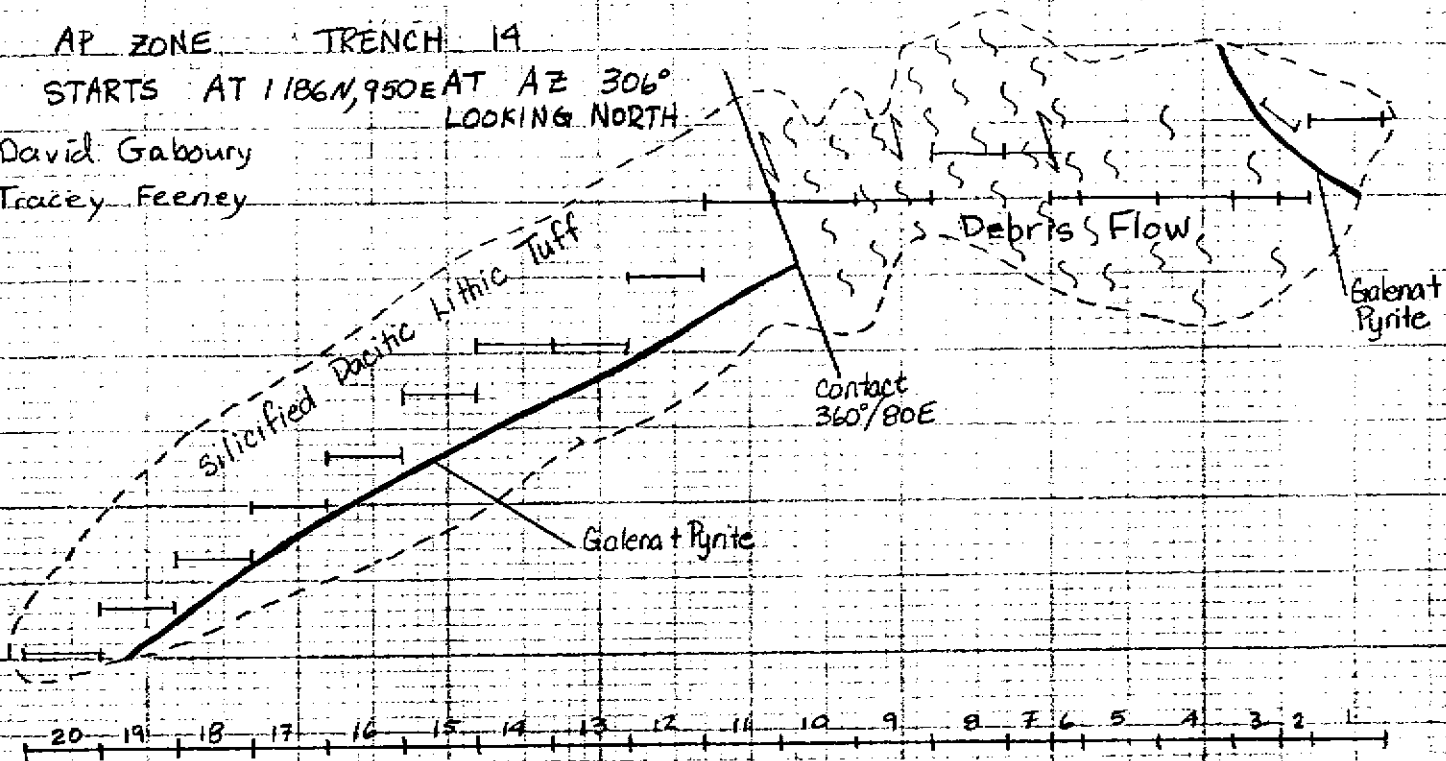 AP ZONE TRENCH 14
STARTS AT 1186N, 950E AT AZ 306°
LOOKING NORTH
David Gaboury
Tracey Feeney
Silicified Dacitic Lithic Tuff
Debris Flow
Galena + Pyrite
contact
360°/80E
Galena + Pyrite
20 19 18 17 16 15 14 13 12 11 10 9 8 7 6 5 4 3 2 1